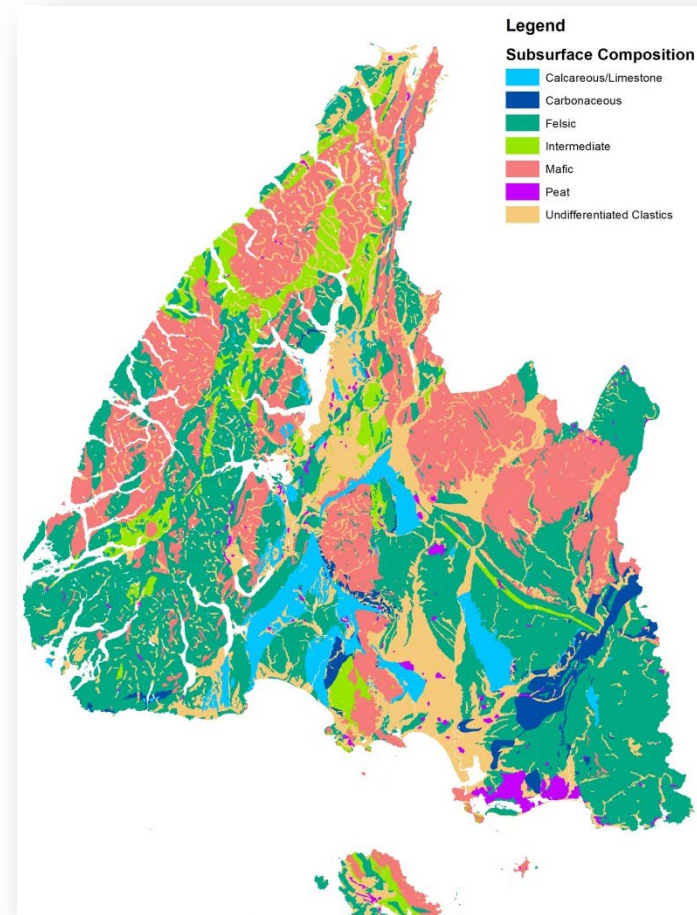 Legend
Subsurface Composition
Calcareous/Limestone
Carbonaceous
Felsic
Intermediate
Mafic
Peat
Undifferentiated Clastics